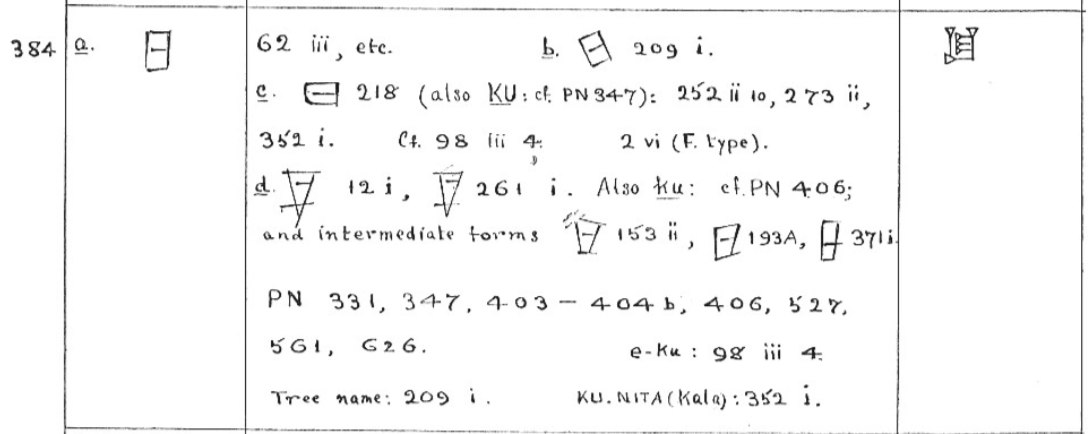 384 a. 62 iii, etc. b. 209 i.
c. 218 (also KU: cf. PN 347): 252 ii 10, 273 ii,
352 i. Cf. 98 iii 4; 2 vi (F. type).
d. 12 i, 261 i. Also ku: cf. PN 406;
and intermediate forms 153 ii, 193A, 371 i.
PN 331, 347, 403 – 404 b, 406, 527,
561, 626. e-ku: 98 iii 4.
Tree name: 209 i. KU.NITA (Kala): 352 i.